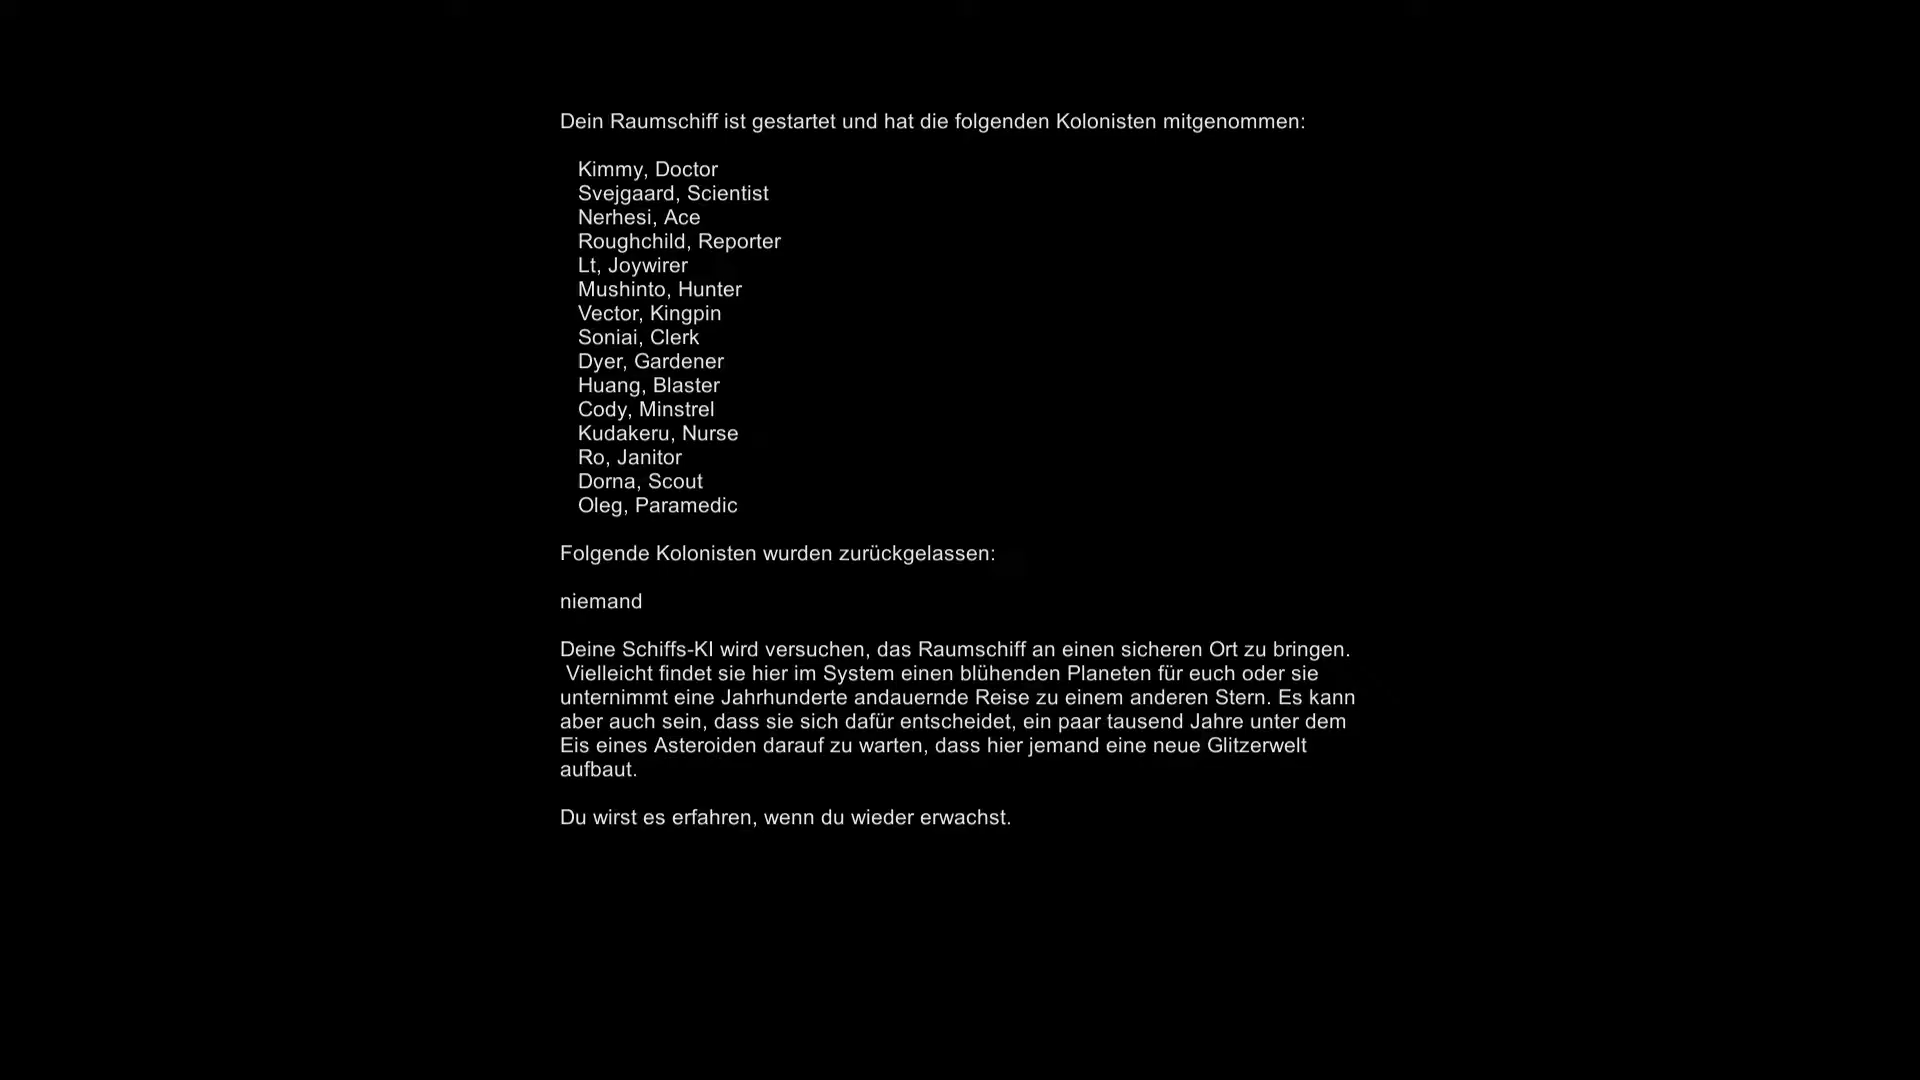 Dein Raumschiff ist gestartet und hat die folgenden Kolonisten mitgenommen:
Kimmy, Doctor
Svejgaard, Scientist
Nerhesi, Ace
Roughchild, Reporter
Lt, Joywirer
Mushinto, Hunter
Vector, Kingpin
Soniai, Clerk
Dyer, Gardener
Huang, Blaster
Cody, Minstrel
Kudakeru, Nurse
Ro, Janitor
Dorna, Scout
Oleg, Paramedic
Folgende Kolonisten wurden zurückgelassen:
niemand
Deine Schiffs-KI wird versuchen, das Raumschiff an einen sicheren Ort zu bringen.
Vielleicht findet sie hier im System einen blühenden Planeten für euch oder sie
unternimmt eine Jahrhunderte andauernde Reise zu einem anderen Stern. Es kann
aber auch sein, dass sie sich dafür entscheidet, ein paar tausend Jahre unter dem
Eis eines Asteroiden darauf zu warten, dass hier jemand eine neue Glitzerwelt
aufbaut.
Du wirst es erfahren, wenn du wieder erwachst.